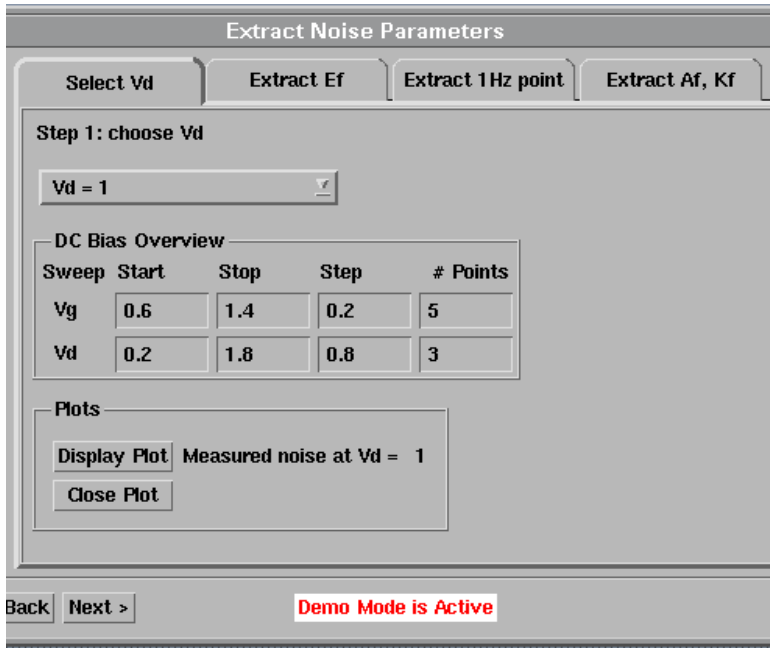 Extract Noise Parameters
Select Vd Extract Ef Extract 1Hz point Extract Af, Kf
Step 1: choose Vd
Vd = 1
DC Bias Overview
Sweep Start Stop Step # Points
Vg 0.6 1.4 0.2 5
Vd 0.2 1.8 0.8 3
Plots
Display Plot Measured noise at Vd = 1
Close Plot
Back Next > Demo Mode is Active